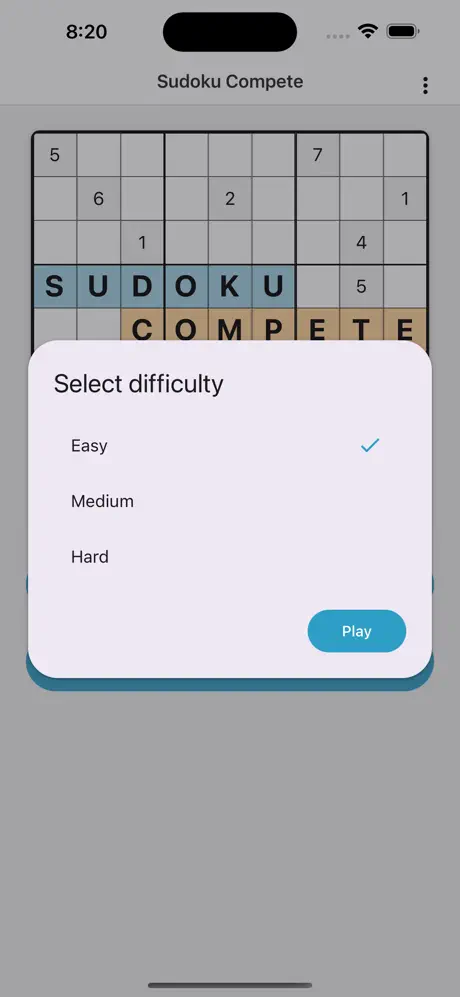 8:20
Sudoku Compete
5 7
6 2 1
1 4
S U D O K U 5
C O M P E T E
Select difficulty
Easy
Medium
Hard
Play